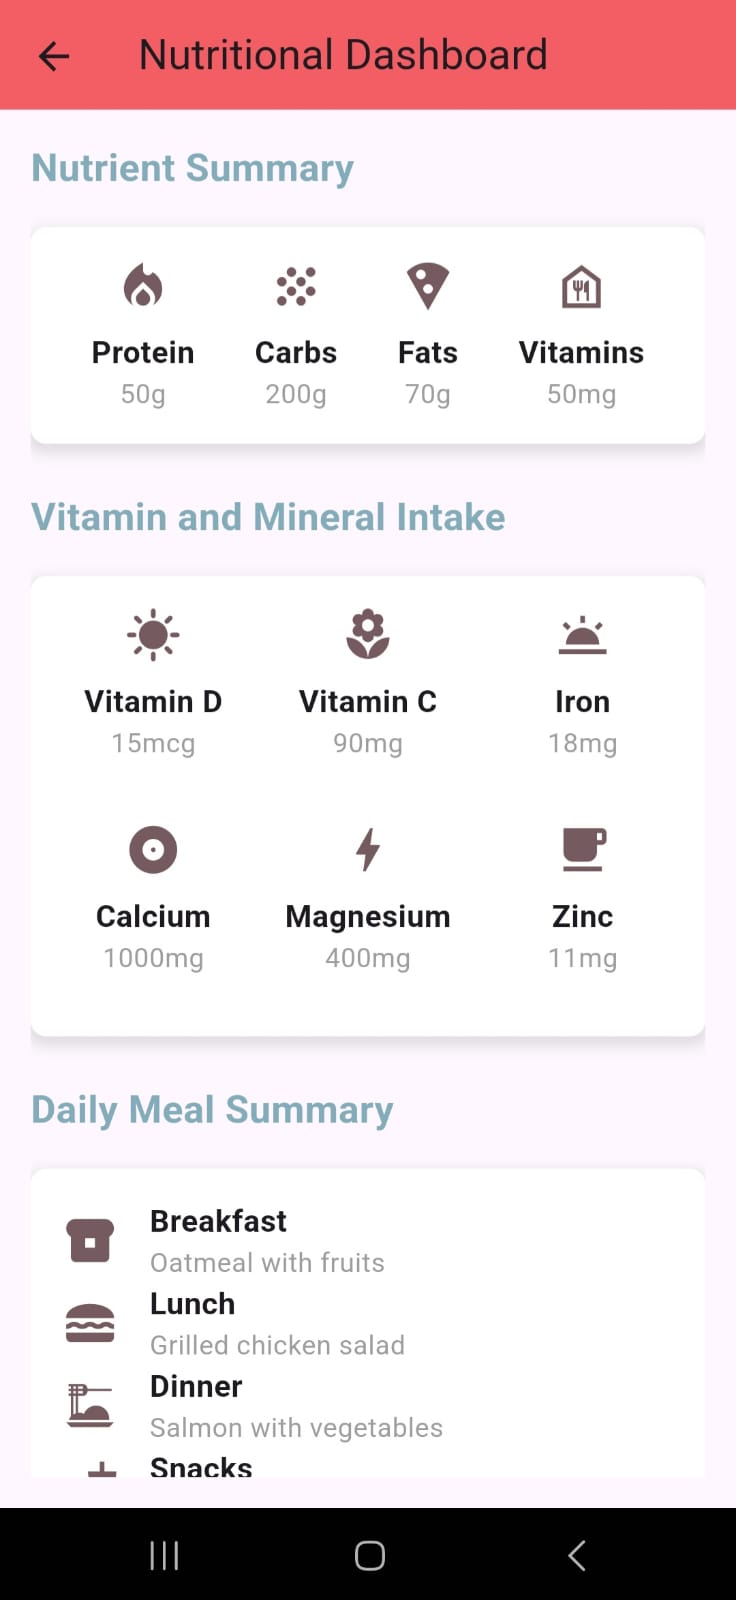 Nutritional Dashboard
Nutrient Summary
Protein Carbs Fats Vitamins
50g 200g 70g 50mg
Vitamin and Mineral Intake
Vitamin D Vitamin C Iron
15mcg 90mg 18mg
Calcium Magnesium Zinc
1000mg 400mg 11mg
Daily Meal Summary
Breakfast
Oatmeal with fruits
Lunch
Grilled chicken salad
Dinner
Salmon with vegetables
Snacks